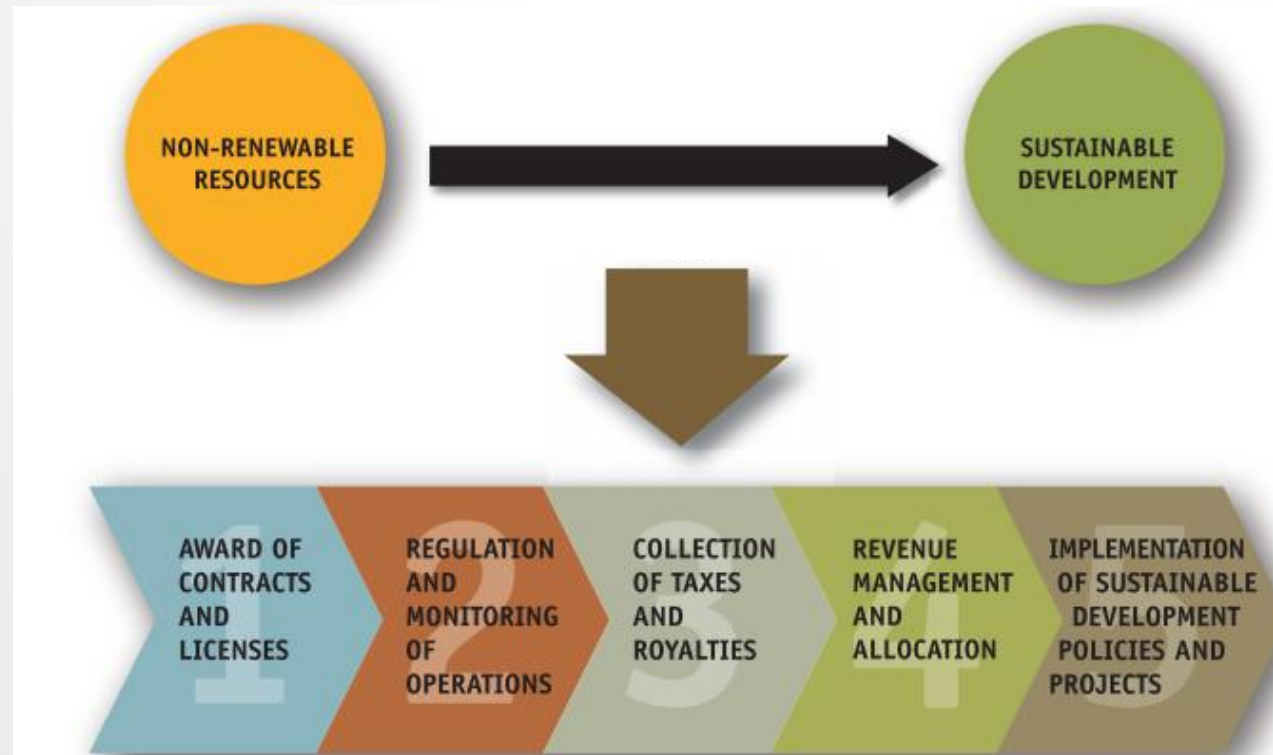 NON-RENEWABLE
RESOURCES
SUSTAINABLE
DEVELOPMENT
1
AWARD OF
CONTRACTS
AND
LICENSES
2
REGULATION
AND
MONITORING
OF
OPERATIONS
3
COLLECTION
OF TAXES
AND
ROYALTIES
4
REVENUE
MANAGEMENT
AND
ALLOCATION
5
IMPLEMENTATION
OF SUSTAINABLE
DEVELOPMENT
POLICIES AND
PROJECTS